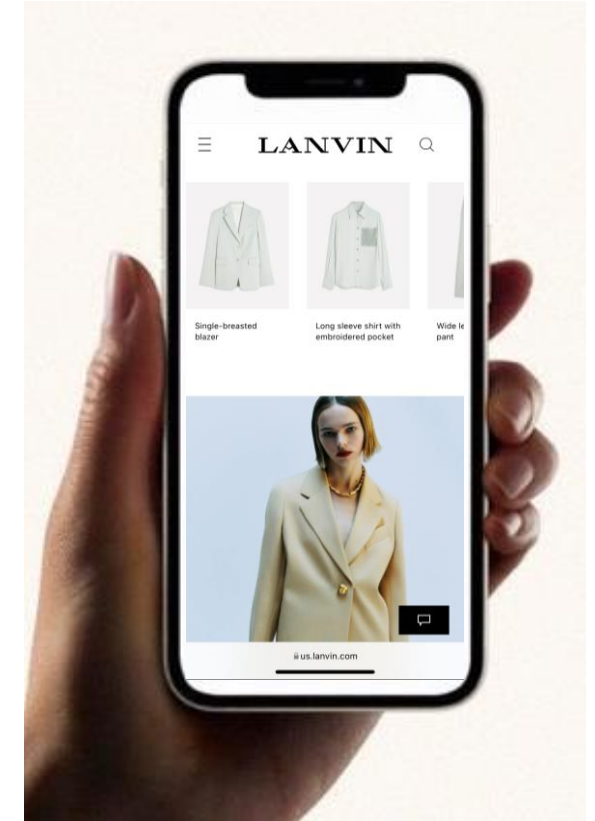 LANVIN
Single-breasted
blazer
Long sleeve shirt with
embroidered pocket
Wide le
pant
us.lanvin.com